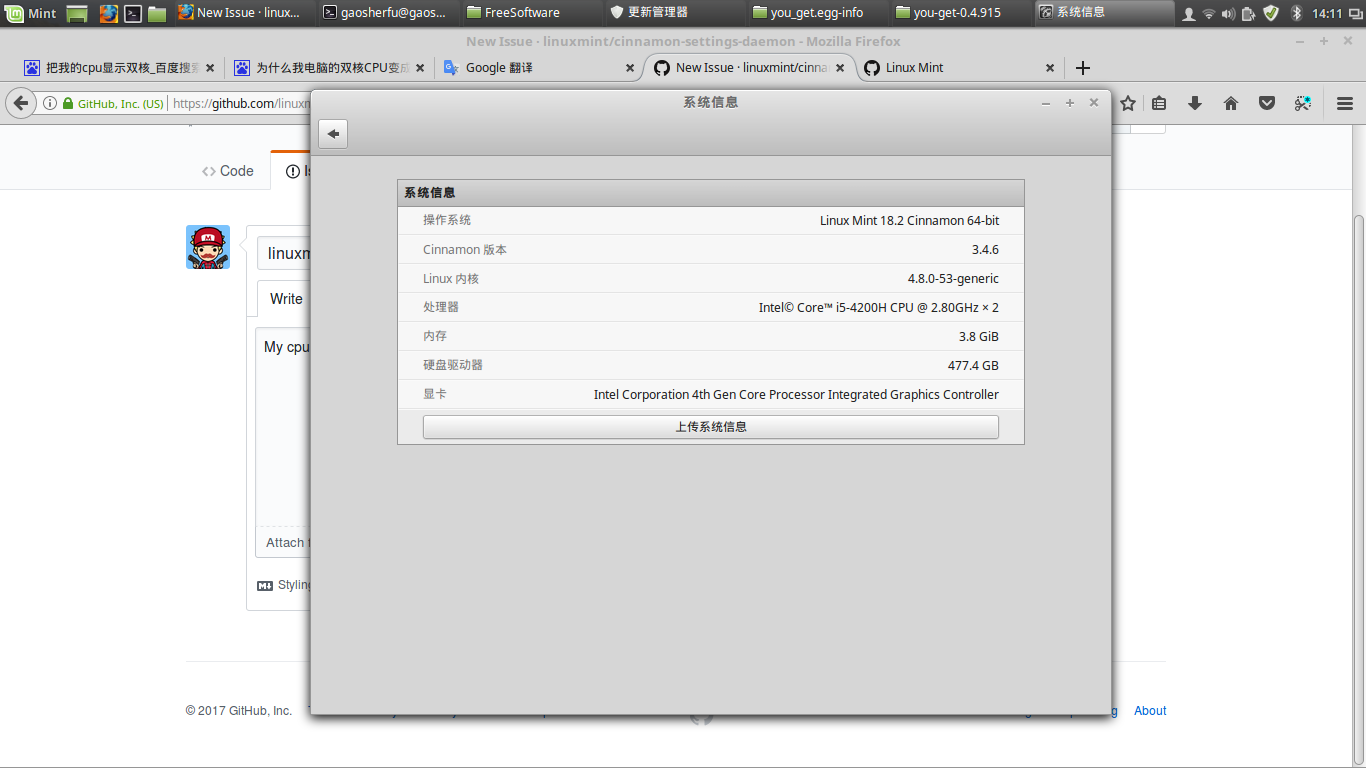 Mint New Issue · linux... gaosherfu@gaos... FreeSoftware 更新管理器 you_get.egg-info you-get-0.4.915 系统信息 14:11
New Issue · linuxmint/cinnamon-settings-daemon - Mozilla Firefox
把我的cpu显示双核_百度搜索 为什么我电脑的双核CPU变成 Google 翻译 New Issue · linuxmint/cinna Linux Mint
GitHub, Inc. (US) https://github.com/linuxm
系统信息
Code
系统信息
操作系统 Linux Mint 18.2 Cinnamon 64-bit
Cinnamon 版本 3.4.6
Linux 内核 4.8.0-53-generic
处理器 Intel© Core™ i5-4200H CPU @ 2.80GHz × 2
内存 3.8 GiB
硬盘驱动器 477.4 GB
显卡 Intel Corporation 4th Gen Core Processor Integrated Graphics Controller
上传系统信息
linuxm
Write
My cpu
Attach
Styling
© 2017 GitHub, Inc. About